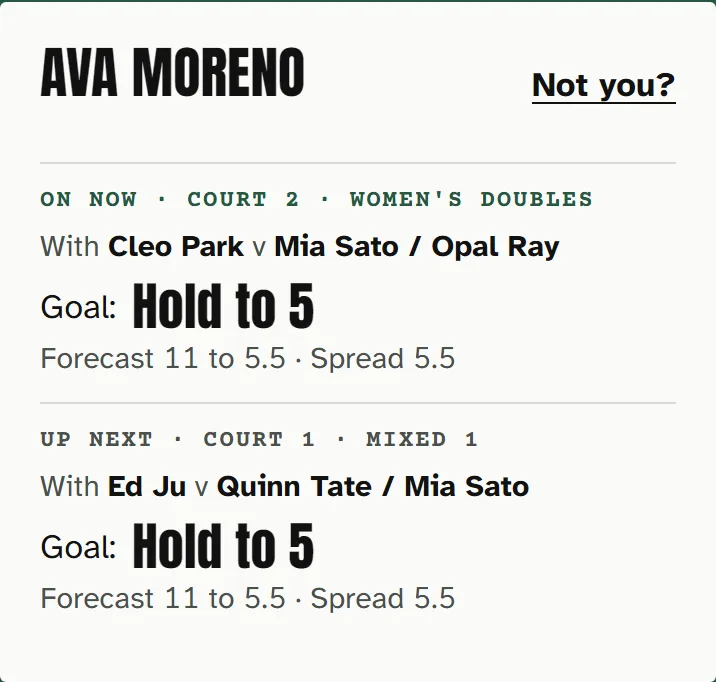 AVA MORENO
Not you?
ON NOW · COURT 2 · WOMEN'S DOUBLES
With Cleo Park v Mia Sato / Opal Ray
Goal: Hold to 5
Forecast 11 to 5.5 · Spread 5.5
UP NEXT · COURT 1 · MIXED 1
With Ed Ju v Quinn Tate / Mia Sato
Goal: Hold to 5
Forecast 11 to 5.5 · Spread 5.5